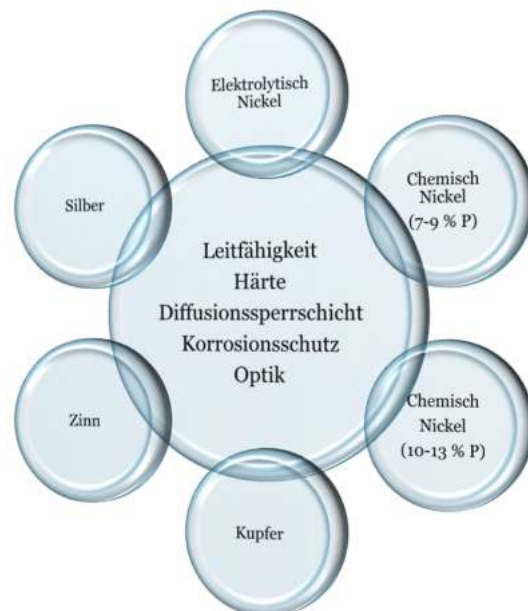 Elektrolytisch
Nickel
Silber
Chemisch
Nickel
(7-9 % P)
Leitfähigkeit
Härte
Diffusionssperrschicht
Korrosionsschutz
Optik
Zinn
Chemisch
Nickel
(10-13 % P)
Kupfer